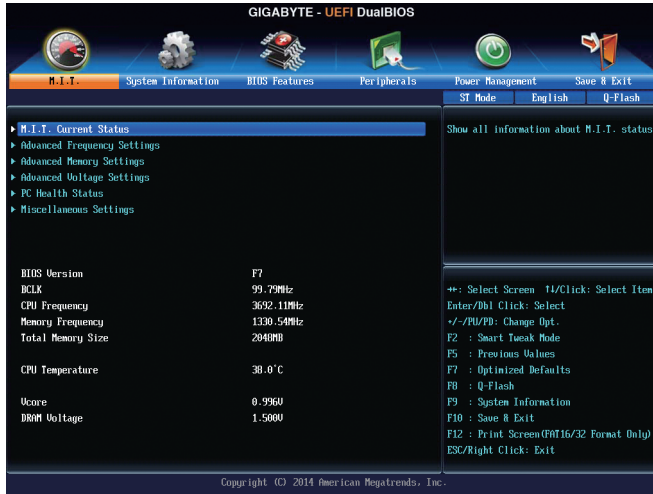 GIGABYTE - UEFI DualBIOS
M.I.T.
System Information
BIOS Features
Peripherals
Power Management
Save & Exit
ST Mode
English
Q-Flash
M.I.T. Current Status
Advanced Frequency Settings
Advanced Memory Settings
Advanced Voltage Settings
PC Health Status
Miscellaneous Settings
Show all information about M.I.T. status
BIOS Version F7
BCLK 99.79MHz
CPU Frequency 3692.11MHz
Memory Frequency 1330.54MHz
Total Memory Size 2048MB
CPU Temperature 38.0°C
Vcore 0.996V
DRAM Voltage 1.500V
→←: Select Screen ↑↓/Click: Select Item
Enter/Dbl Click: Select
+/-/PU/PD: Change Opt.
F2 : Smart Tweak Mode
F5 : Previous Values
F7 : Optimized Defaults
F8 : Q-Flash
F9 : System Information
F10 : Save & Exit
F12 : Print Screen(FAT16/32 Format Only)
ESC/Right Click: Exit
Copyright (C) 2014 American Megatrends, Inc.